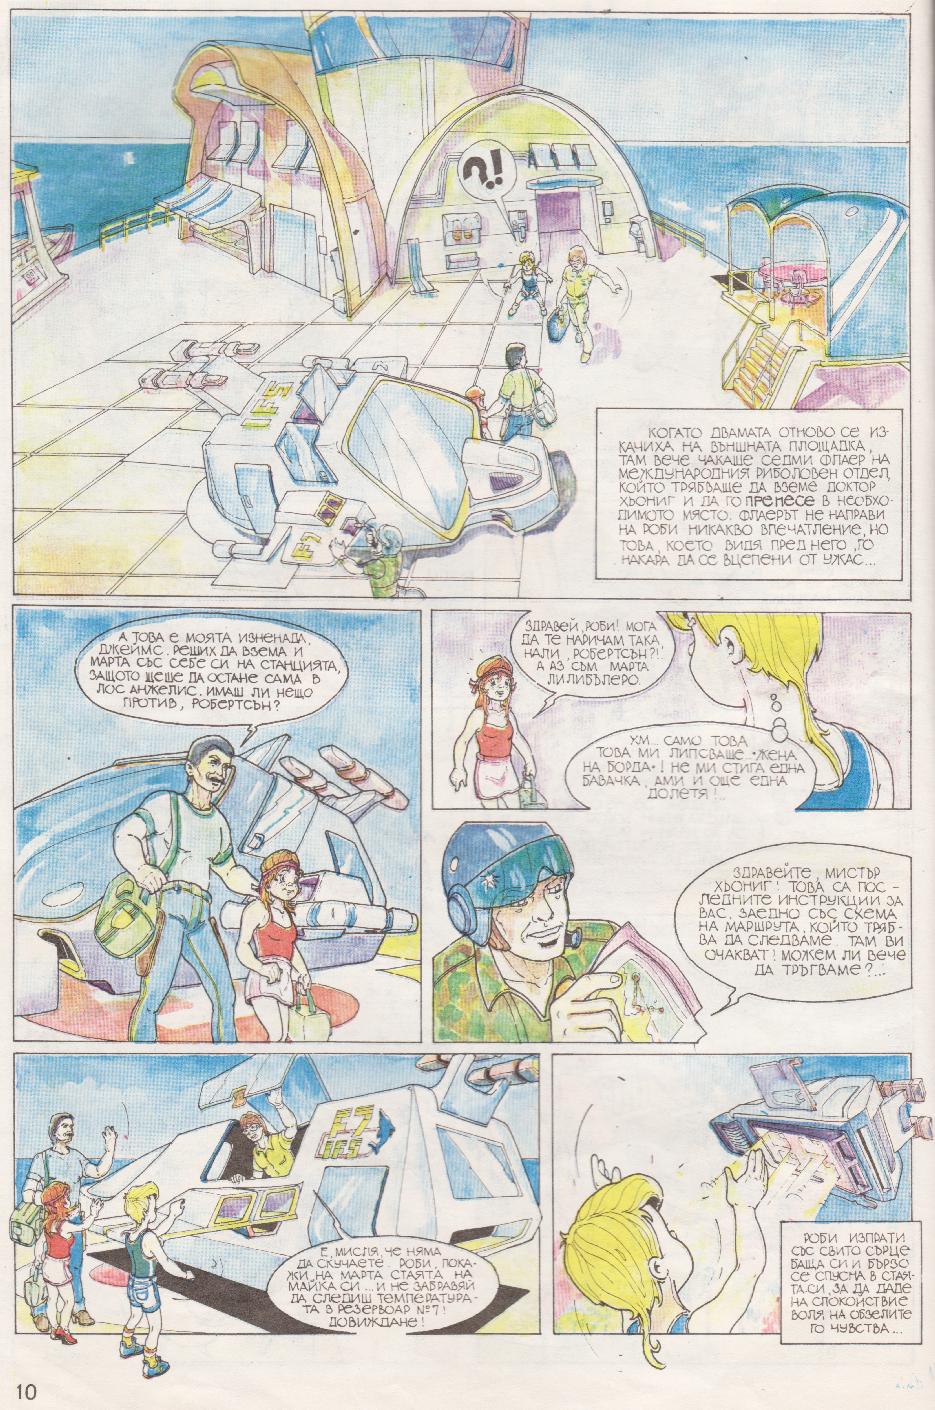 ?!
IFS
F7
КОГАТО ДВАМАТА ОТНОВО СЕ ИЗ-
КАЧИХА НА ВЪНШНАТА ПЛОЩАДКА,
ТАМ ВЕЧЕ ЧАКАШЕ СЕДМИ ФЛАЕР НА
МЕЖДУНАРОДНИЯ РИБОЛОВЕН ОТДЕЛ,
КОЙТО ТРЯБВАШЕ ДА ВЗЕМЕ ДОКТОР
ХЬОНИГ И ДА ГО ПРЕНЕСЕ В НЕОБХО-
ДИМОТО МЯСТО. ФЛАЕРЪТ НЕ НАПРАВИ
НА РОБИ НИКАКВО ВПЕЧАТЛЕНИЕ, НО
ТОВА, КОЕТО ВИДЯ ПРЕД НЕГО, ГО
НАКАРА ДА СЕ ВЦЕПЕНИ ОТ УЖАС...
А ТОВА Е МОЯТА ИЗНЕНАДА,
ДЖЕЙМС. РЕШИХ ДА ВЗЕМА И
МАРТА СЪС СЕБЕ СИ НА СТАНЦИЯТА,
ЗАЩОТО ЩЕШЕ ДА ОСТАНЕ САМА В
ЛОС АНЖЕЛИС. ИМАШ ЛИ НЕЩО
ПРОТИВ, РОБЕРТСЪН?
ЗДРАВЕЙ, РОБИ! МОГА
ДА ТЕ НАРИЧАМ ТАКА
НАЛИ, РОБЕРТСЪН?!
А АЗ СЪМ МАРТА
ЛИЛИБЪЛЕРО.
ХМ... САМО ТОВА,
ТОВА МИ ЛИПСВАШЕ "ЖЕНА
НА БОРДА"! НЕ МИ СТИГА ЕДНА
БАВАЧКА, АМИ И ОЩЕ ЕДНА
ДОЛЕТЯ!..
ЗДРАВЕЙТЕ, МИСТЪР
ХЬОНИГ! ТОВА СА ПОС-
ЛЕДНИТЕ ИНСТРУКЦИИ ЗА
ВАС, ЗАЕДНО СЪС СХЕМА
НА МАРШРУТА, КОЙТО ТРЯБ-
ВА ДА СЛЕДВАМЕ. ТАМ ВИ
ОЧАКВАТ! МОЖЕМ ЛИ ВЕЧЕ
ДА ТРЪГВАМЕ?...
F7
IFS
Е, МИСЛЯ, ЧЕ НЯМА
ДА СКУЧАЕТЕ. РОБИ, ПОКА-
ЖИ НА МАРТА СТАЯТА НА
МАЙКА СИ... И НЕ ЗАБРАВЯЙ
ДА СЛЕДИШ ТЕМПЕРАТУРА-
ТА В РЕЗЕРВОАР №7!
ДОВИЖДАНЕ!
РОБИ ИЗПРАТИ
СЪС СВИТО СЪРЦЕ
БАЩА СИ И БЪРЗО
СЕ СПУСНА В СТАЯ-
ТА СИ, ЗА ДА ДАДЕ
НА СПОКОЙСТВИЕ
ВОЛЯ НА ОБЗЕЛИТЕ
ГО ЧУВСТВА...
10